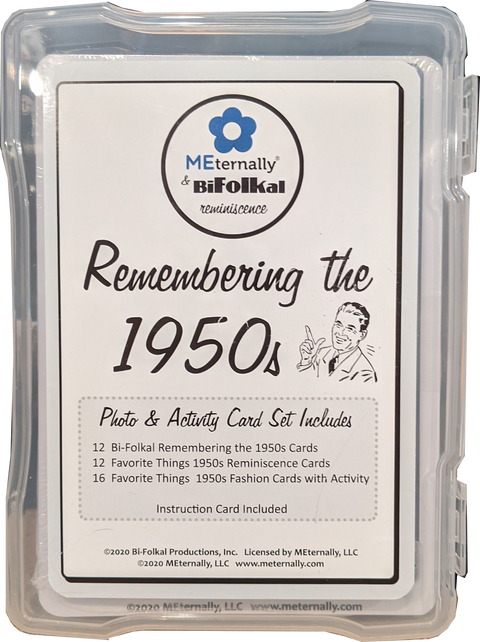 MEternally®
& BiFolkal
reminiscence
Remembering the
1950s
Photo & Activity Card Set Includes
12 Bi-Folkal Remembering the 1950s Cards
12 Favorite Things 1950s Reminiscence Cards
16 Favorite Things 1950s Fashion Cards with Activity
Instruction Card Included
©2020 Bi-Folkal Productions, Inc. Licensed by MEternally, LLC
©2020 METernally, LLC www.meternally.com
©2020 METernally, LLC www.meternally.com